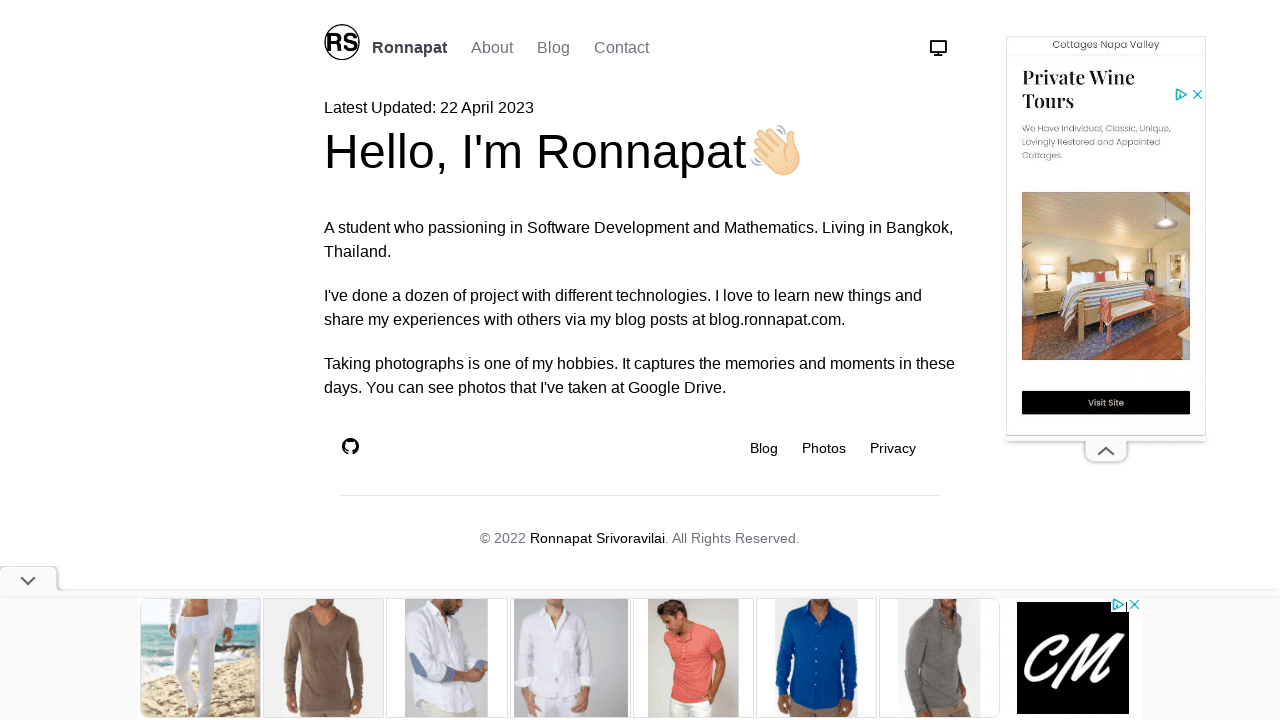 RS Ronnapat About Blog Contact
Latest Updated: 22 April 2023
Hello, I'm Ronnapat
A student who passioning in Software Development and Mathematics. Living in Bangkok,
Thailand.
I've done a dozen of project with different technologies. I love to learn new things and
share my experiences with others via my blog posts at blog.ronnapat.com.
Taking photographs is one of my hobbies. It captures the memories and moments in these
days. You can see photos that I've taken at Google Drive.
Blog Photos Privacy
© 2022 Ronnapat Srivoravilai. All Rights Reserved.
Cottages Napa Valley
Private Wine
Tours
We Have Individual, Classic, Unique,
Lovingly Restored and Appointed
Cottages.
Visit Site
CM